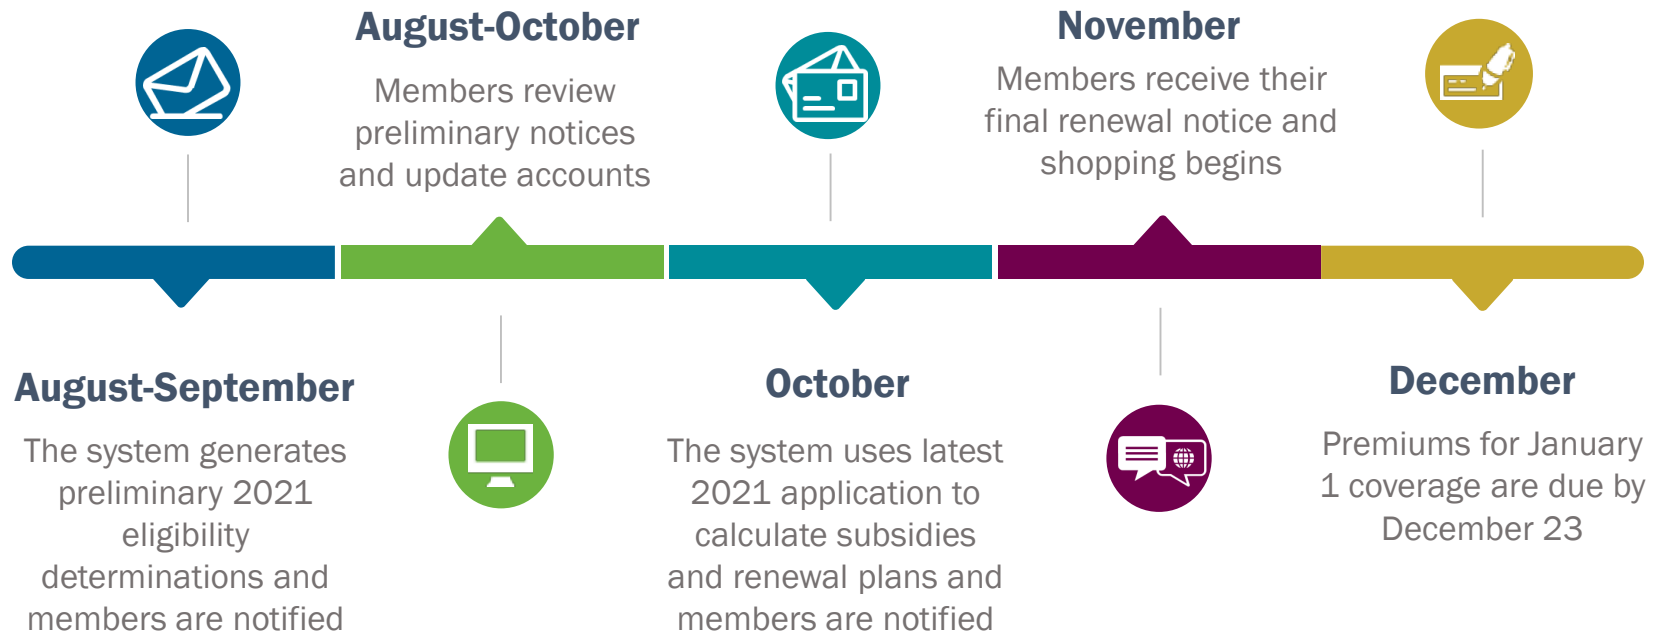 August-September
The system generates
preliminary 2021
eligibility
determinations and
members are notified
August-October
Members review
preliminary notices
and update accounts
October
The system uses latest
2021 application to
calculate subsidies
and renewal plans and
members are notified
November
Members receive their
final renewal notice and
shopping begins
December
Premiums for January
1 coverage are due by
December 23